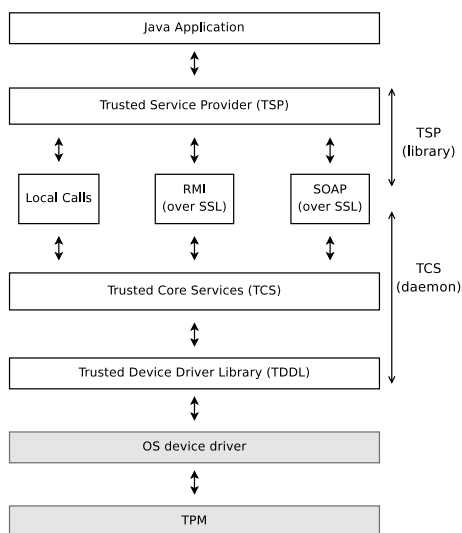 Java Application
Trusted Service Provider (TSP)
TSP
(library)
Local Calls
RMI
(over SSL)
SOAP
(over SSL)
TCS
(daemon)
Trusted Core Services (TCS)
Trusted Device Driver Library (TDDL)
OS device driver
TPM